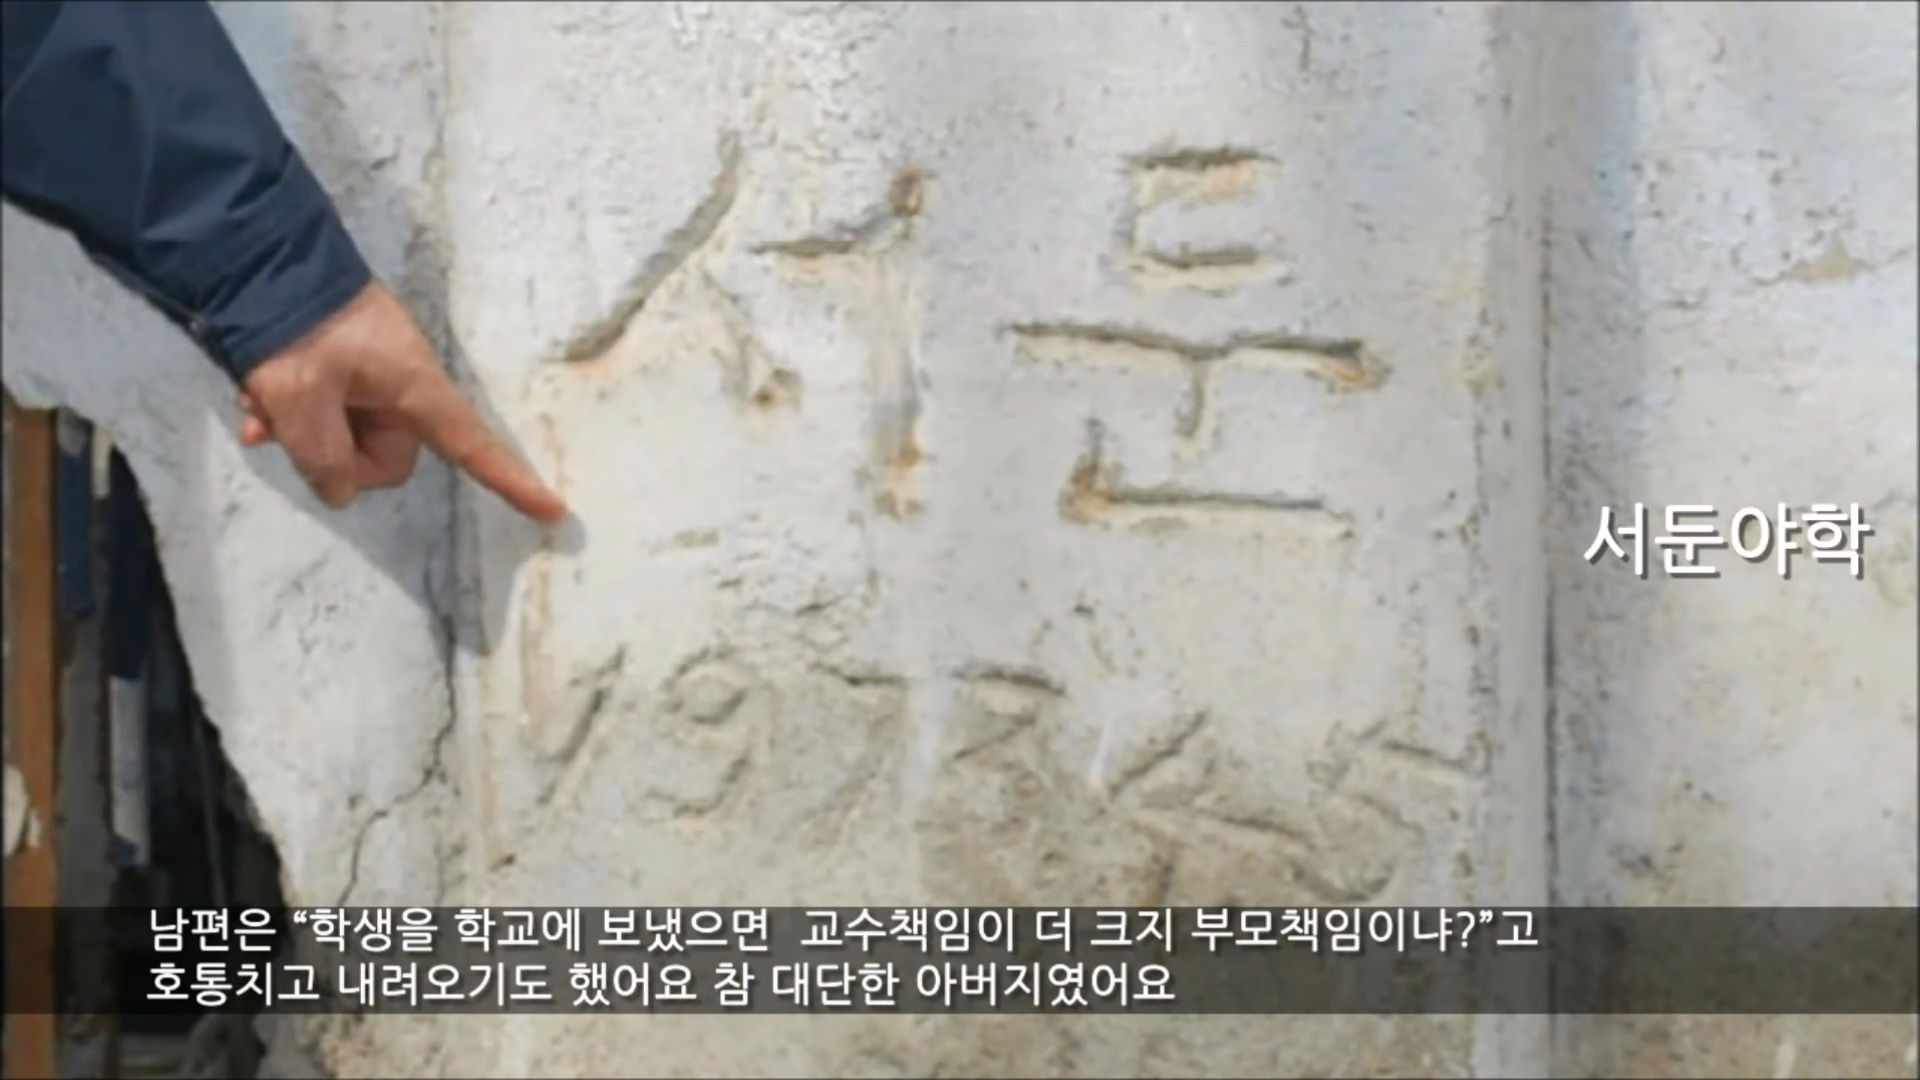 서둔
서둔야학
남편은 “학생을 학교에 보냈으면 교수책임이 더 크지 부모책임이냐?”고
호통치고 내려오기도 했어요 참 대단한 아버지였어요